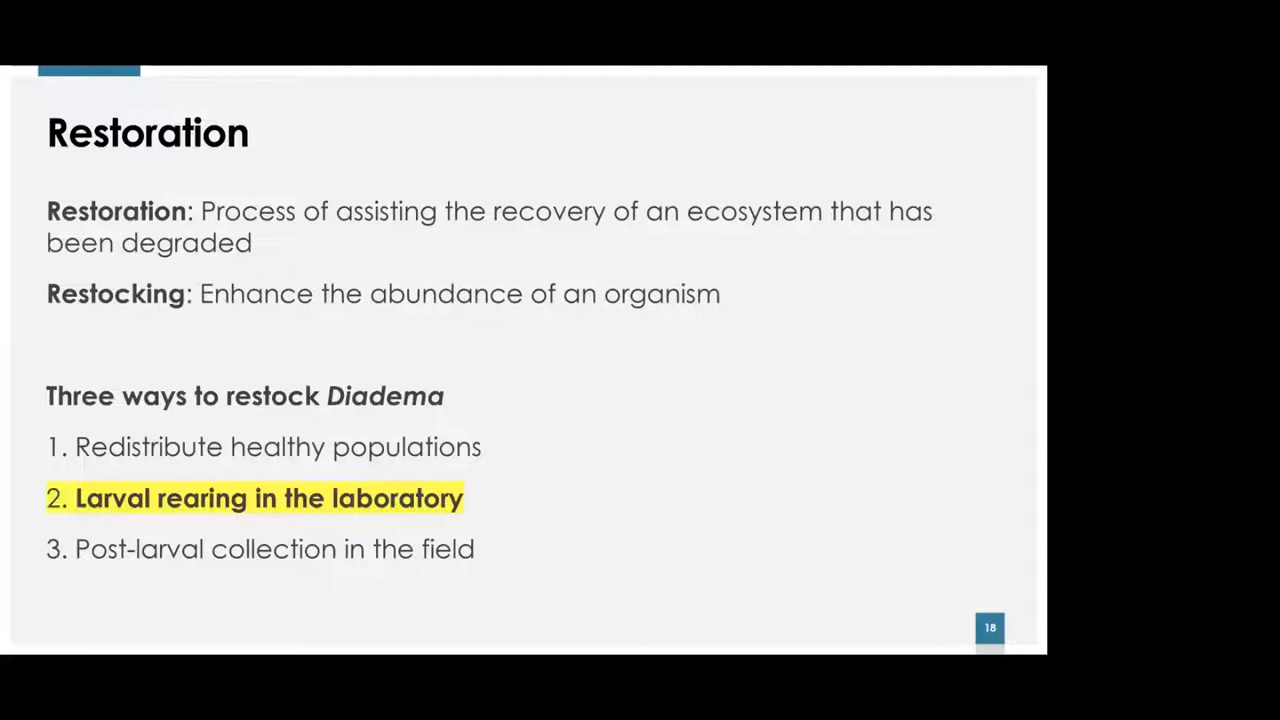 Restoration
Restoration: Process of assisting the recovery of an ecosystem that has
been degraded
Restocking: Enhance the abundance of an organism
Three ways to restock Diadema
1. Redistribute healthy populations
2. Larval rearing in the laboratory
3. Post-larval collection in the field
18